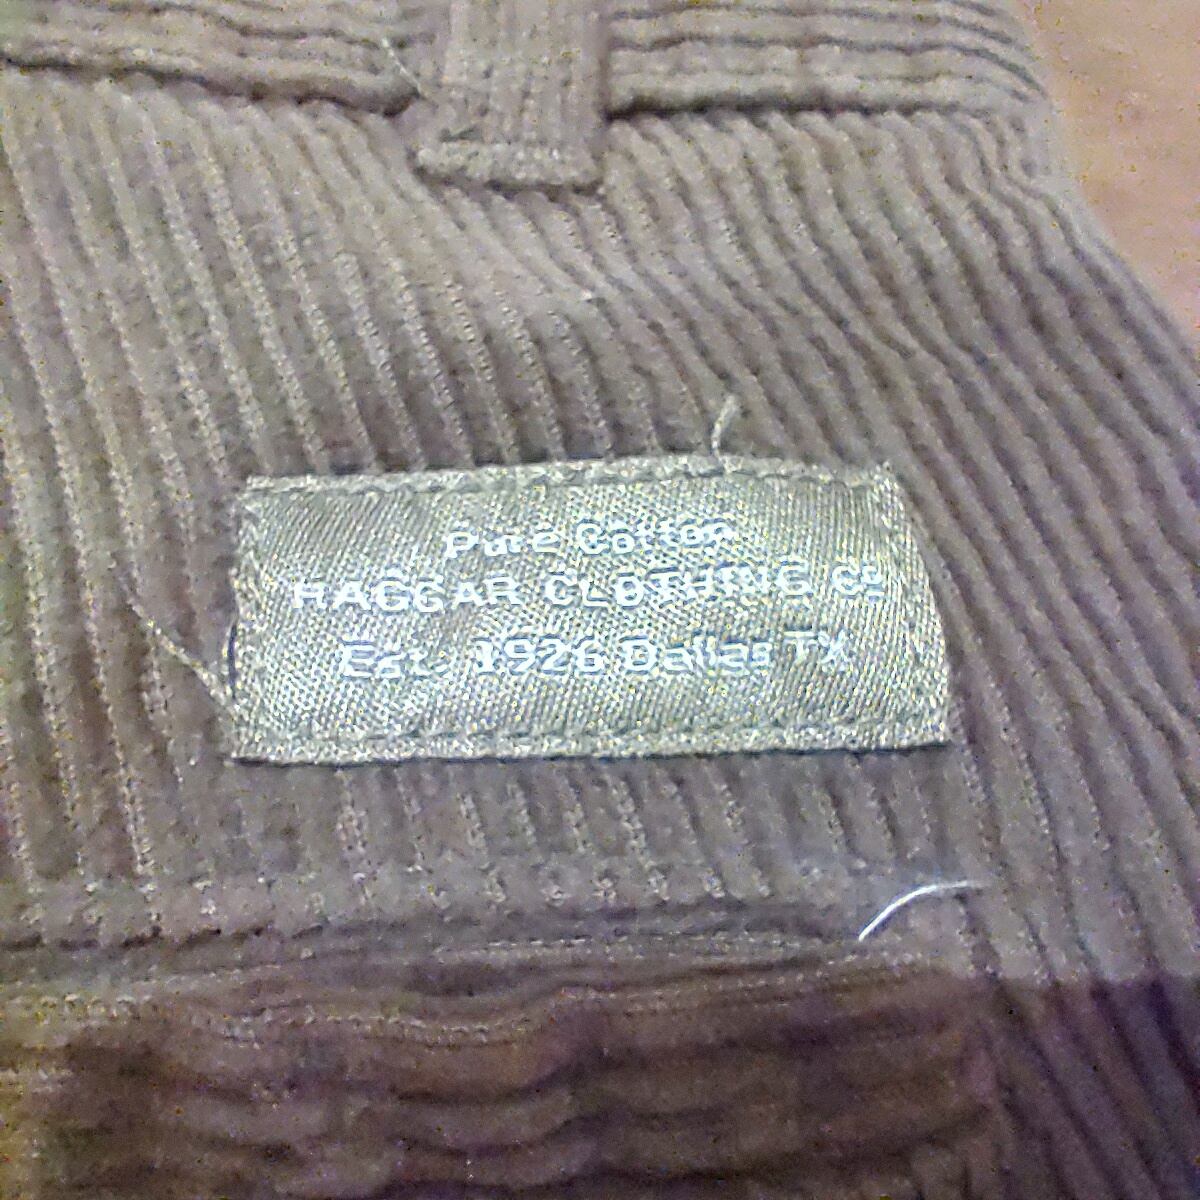 Pure Cotton
HAGGAR CLOTHING Co
Est. 1926 Dallas TX